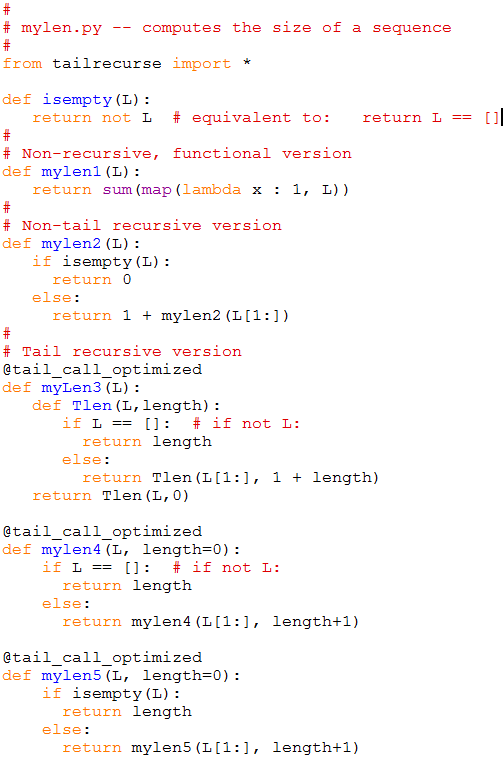 #
# mylen.py -- computes the size of a sequence
#
from tailrecurse import *

def isempty(L):
   return not L  # equivalent to:   return L == []
#
# Non-recursive, functional version
def mylen1(L):
   return sum(map(lambda x : 1, L))
#
# Non-tail recursive version
def mylen2(L):
   if isempty(L):
     return 0
   else:
     return 1 + mylen2(L[1:])
#
# Tail recursive version
@tail_call_optimized
def myLen3(L):
   def Tlen(L,length):
      if L == []:  # if not L:
        return length
      else:
        return Tlen(L[1:], 1 + length)
   return Tlen(L,0)

@tail_call_optimized
def mylen4(L, length=0):
    if L == []:  # if not L:
      return length
    else:
      return mylen4(L[1:], length+1)

@tail_call_optimized
def mylen5(L, length=0):
    if isempty(L):
      return length
    else:
      return mylen5(L[1:], length+1)